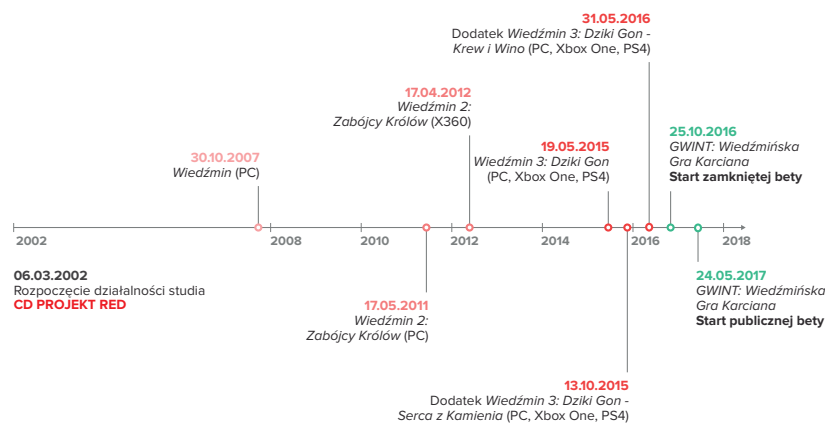 31.05.2016
Dodatek Wiedźmin 3: Dziki Gon -
Krew i Wino (PC, Xbox One, PS4)
17.04.2012
Wiedźmin 2:
Zabójcy Królów (X360)
25.10.2016
GWINT: Wiedźmińska
Gra Karciana
Start zamkniętej bety
30.10.2007
Wiedźmin (PC)
19.05.2015
Wiedźmin 3: Dziki Gon
(PC, Xbox One, PS4)
2002
2008
2010
2012
2014
2016
2018
06.03.2002
Rozpoczęcie działalności studia
CD PROJEKT RED
17.05.2011
Wiedźmin 2:
Zabójcy Królów (PC)
24.05.2017
GWINT: Wiedźmińska
Gra Karciana
Start publicznej bety
13.10.2015
Dodatek Wiedźmin 3: Dziki Gon -
Serca z Kamienia (PC, Xbox One, PS4)